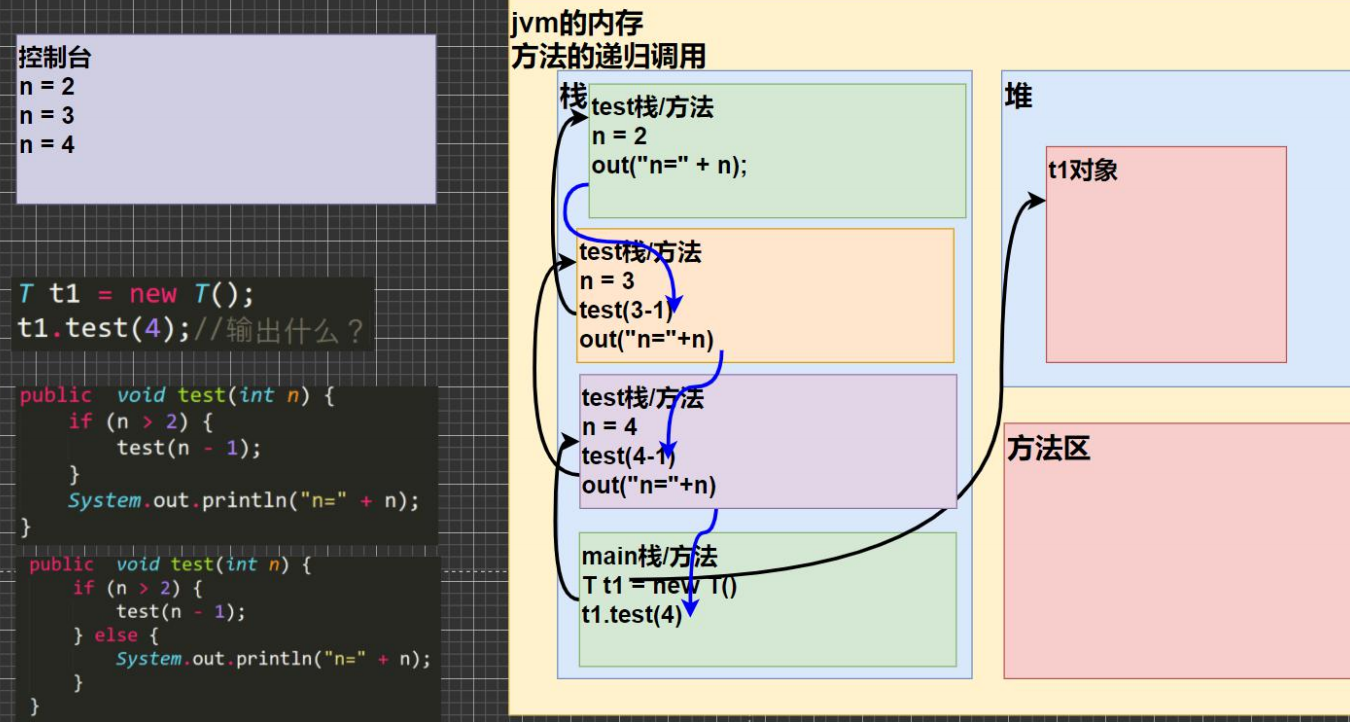 控制台
n = 2
n = 3
n = 4
T t1 = new T();
t1.test(4);//输出什么？
public  void test(int n) {
    if (n > 2) {
        test(n - 1);
    }
    System.out.println("n=" + n);
}
public  void test(int n) {
    if (n > 2) {
        test(n - 1);
    } else {
        System.out.println("n=" + n);
    }
}
jvm的内存
方法的递归调用
栈
test栈/方法
n = 2
out("n=" + n);
test栈/方法
n = 3
test(3-1)
out("n="+n)
test栈/方法
n = 4
test(4-1)
out("n="+n)
main栈/方法
T t1 = new T()
t1.test(4)
堆
t1对象
方法区